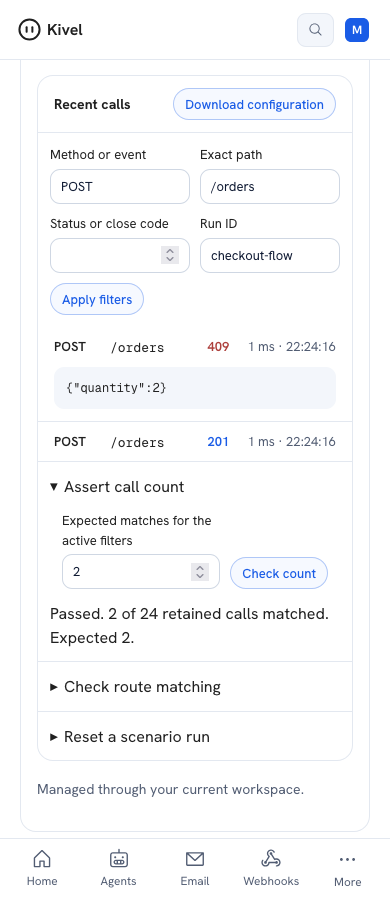 Kivel
M
Recent calls
Download configuration
Method or event
Exact path
POST
/orders
Status or close code
Run ID
checkout-flow
Apply filters
POST /orders 409 1 ms · 22:24:16
{"quantity":2}
POST /orders 201 1 ms · 22:24:16
▼ Assert call count
Expected matches for the
active filters
2
Check count
Passed. 2 of 24 retained calls matched.
Expected 2.
► Check route matching
► Reset a scenario run
Managed through your current workspace.
Home
Agents
Email
Webhooks
More